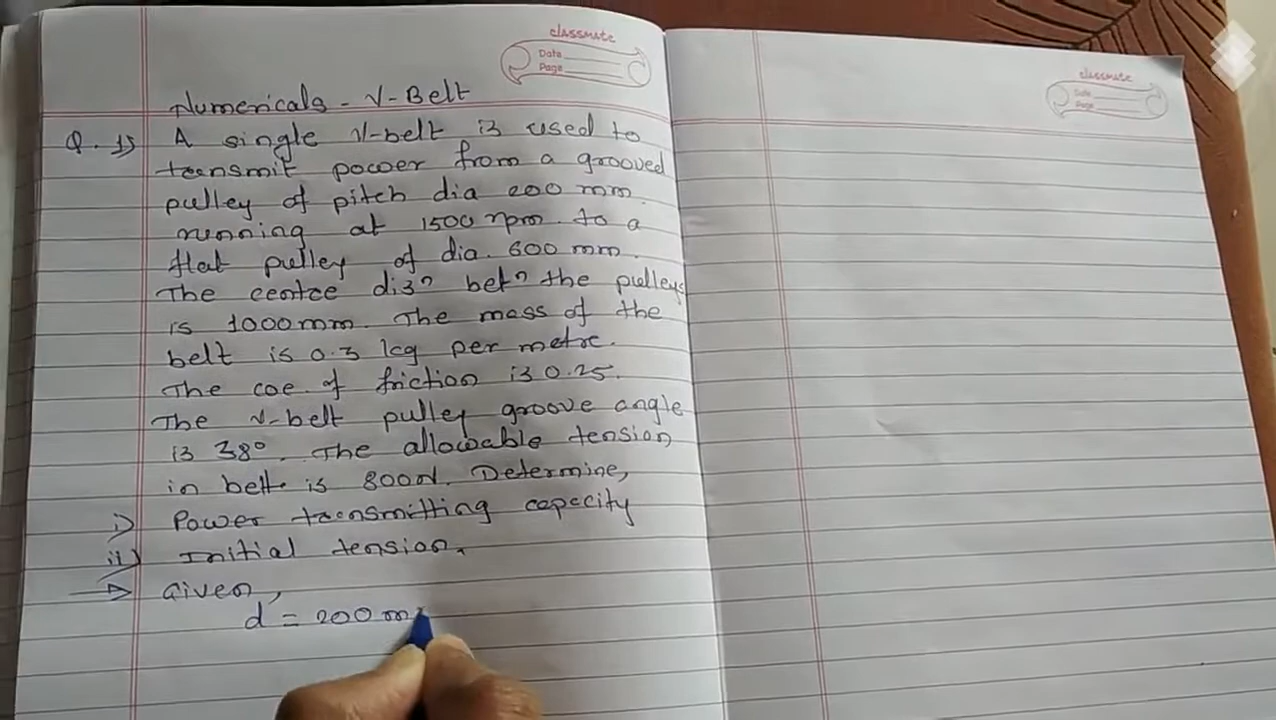 classmate
Date
Page
classmate
Date
Page
Numericals - V-Belt
Q. 1) A single V-belt is used to
transmit power from a grooved
pulley of pitch dia 200 mm.
running at 1500 rpm. to a
flat pulley of dia. 600 mm.
The centre disⁿ betⁿ the pulleys
is 1000mm. The mass of the
belt is 0.3 kg per metre.
The coe. of friction is 0.25.
The V-belt pulley groove angle
is 38°. The allowable tension
in belt is 800N. Determine,
i) Power transmitting capacity
ii) Initial tension.
→ Given,
d = 200 m